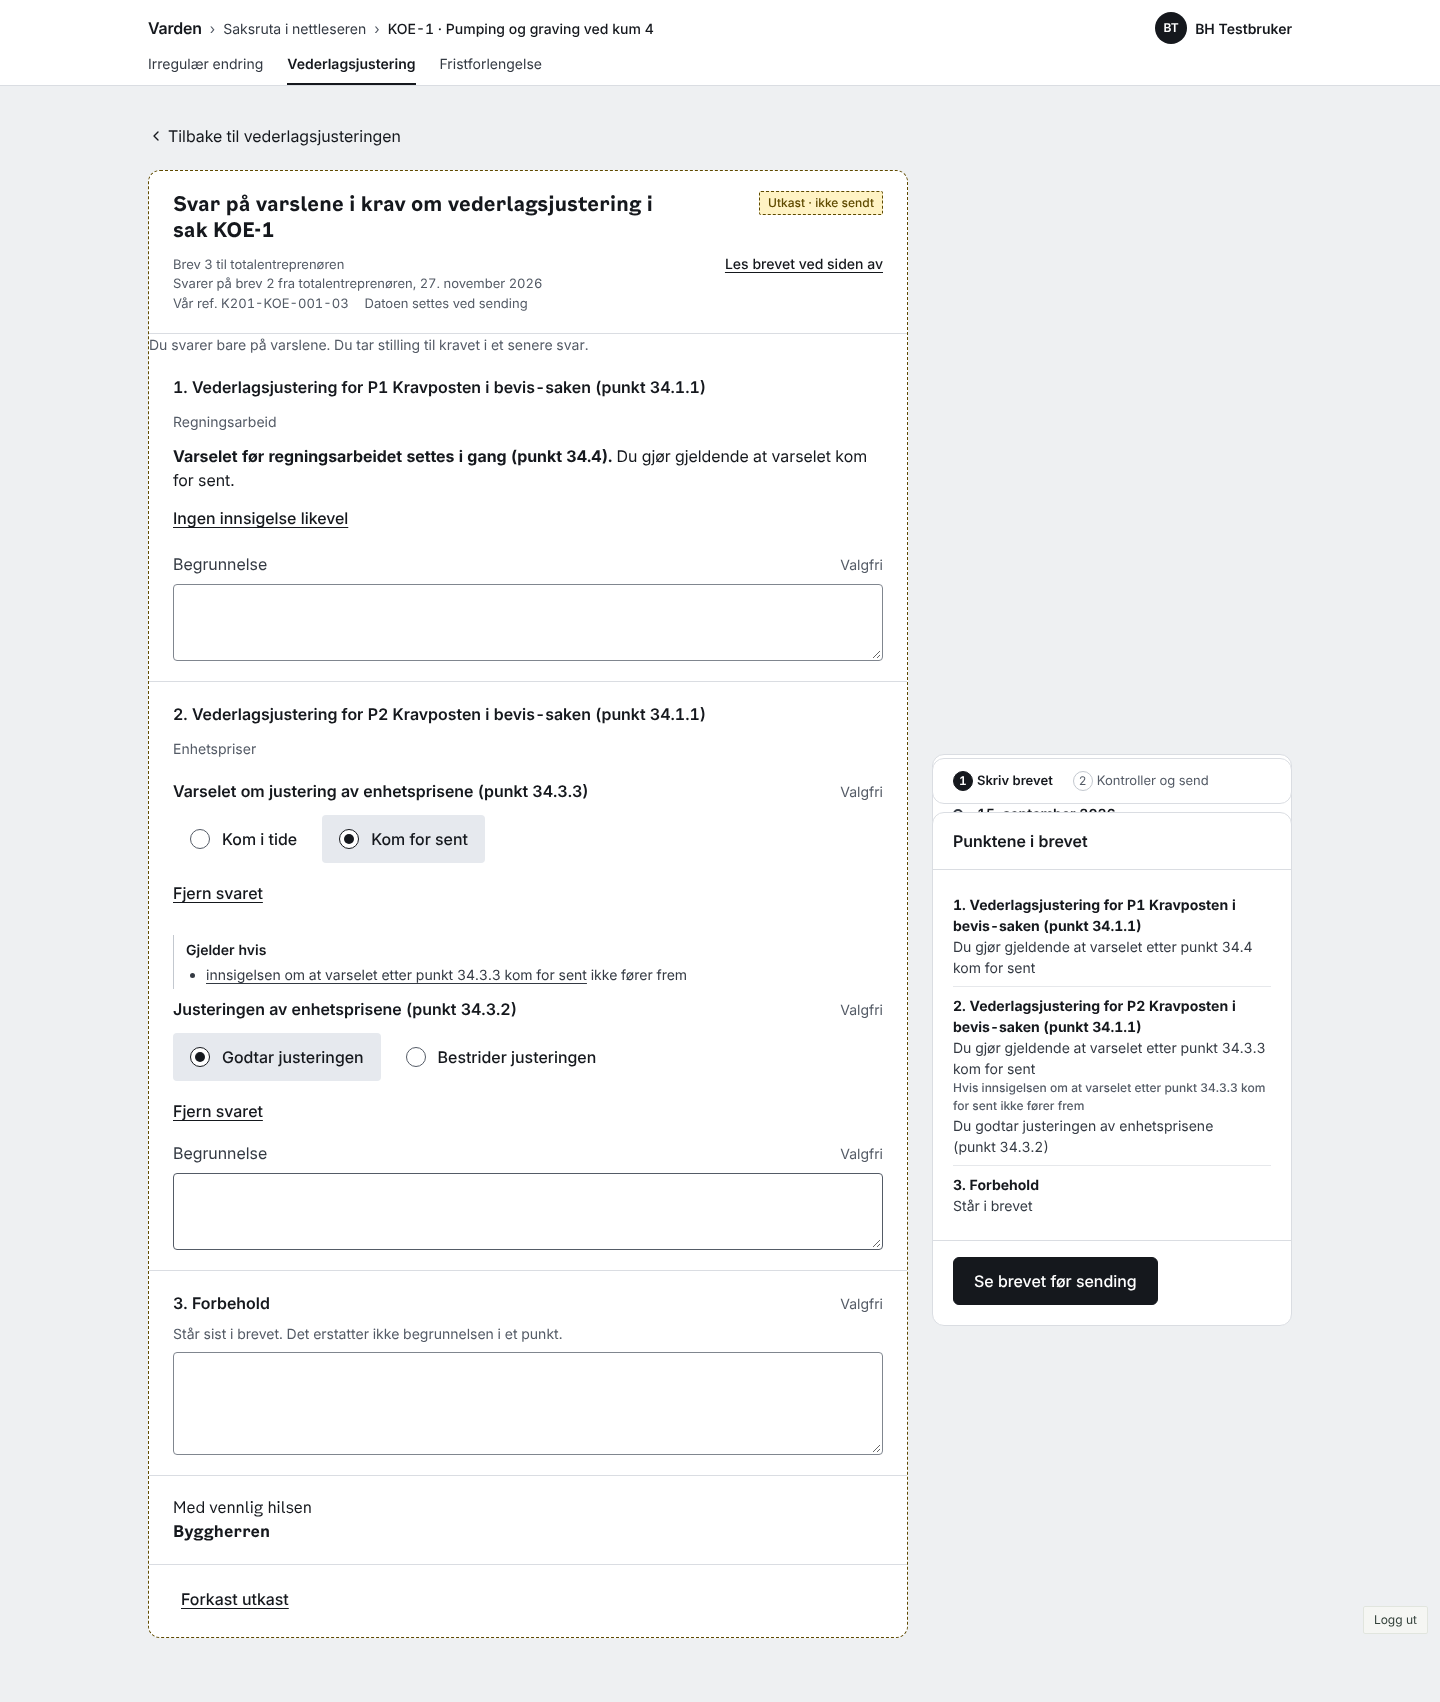 Varden › Saksruta i nettleseren › KOE-1 · Pumping og graving ved kum 4
BT BH Testbruker
Irregulær endring Vederlagsjustering Fristforlengelse
Tilbake til vederlagsjusteringen
Svar på varslene i krav om vederlagsjustering i
sak KOE-1
Utkast · ikke sendt
Brev 3 til totalentreprenøren
Les brevet ved siden av
Svarer på brev 2 fra totalentreprenøren, 27. november 2026
Vår ref. K201-KOE-001-03 Datoen settes ved sending
Du svarer bare på varslene. Du tar stilling til kravet i et senere svar.
1. Vederlagsjustering for P1 Kravposten i bevis-saken (punkt 34.1.1)
Regningsarbeid
Varselet før regningsarbeidet settes i gang (punkt 34.4). Du gjør gjeldende at varselet kom
for sent.
Ingen innsigelse likevel
Begrunnelse Valgfri
2. Vederlagsjustering for P2 Kravposten i bevis-saken (punkt 34.1.1)
Enhetspriser
Varselet om justering av enhetsprisene (punkt 34.3.3) Valgfri
Kom i tide Kom for sent
Fjern svaret
Gjelder hvis
• innsigelsen om at varselet etter punkt 34.3.3 kom for sent ikke fører frem
Justeringen av enhetsprisene (punkt 34.3.2) Valgfri
Godtar justeringen Bestrider justeringen
Fjern svaret
Begrunnelse Valgfri
3. Forbehold Valgfri
Står sist i brevet. Det erstatter ikke begrunnelsen i et punkt.
Med vennlig hilsen
Byggherren
Forkast utkast
1 Skriv brevet 2 Kontroller og send
Punktene i brevet
1. Vederlagsjustering for P1 Kravposten i
bevis-saken (punkt 34.1.1)
Du gjør gjeldende at varselet etter punkt 34.4
kom for sent
2. Vederlagsjustering for P2 Kravposten i
bevis-saken (punkt 34.1.1)
Du gjør gjeldende at varselet etter punkt 34.3.3
kom for sent
Hvis innsigelsen om at varselet etter punkt 34.3.3 kom
for sent ikke fører frem
Du godtar justeringen av enhetsprisene
(punkt 34.3.2)
3. Forbehold
Står i brevet
Se brevet før sending
Logg ut